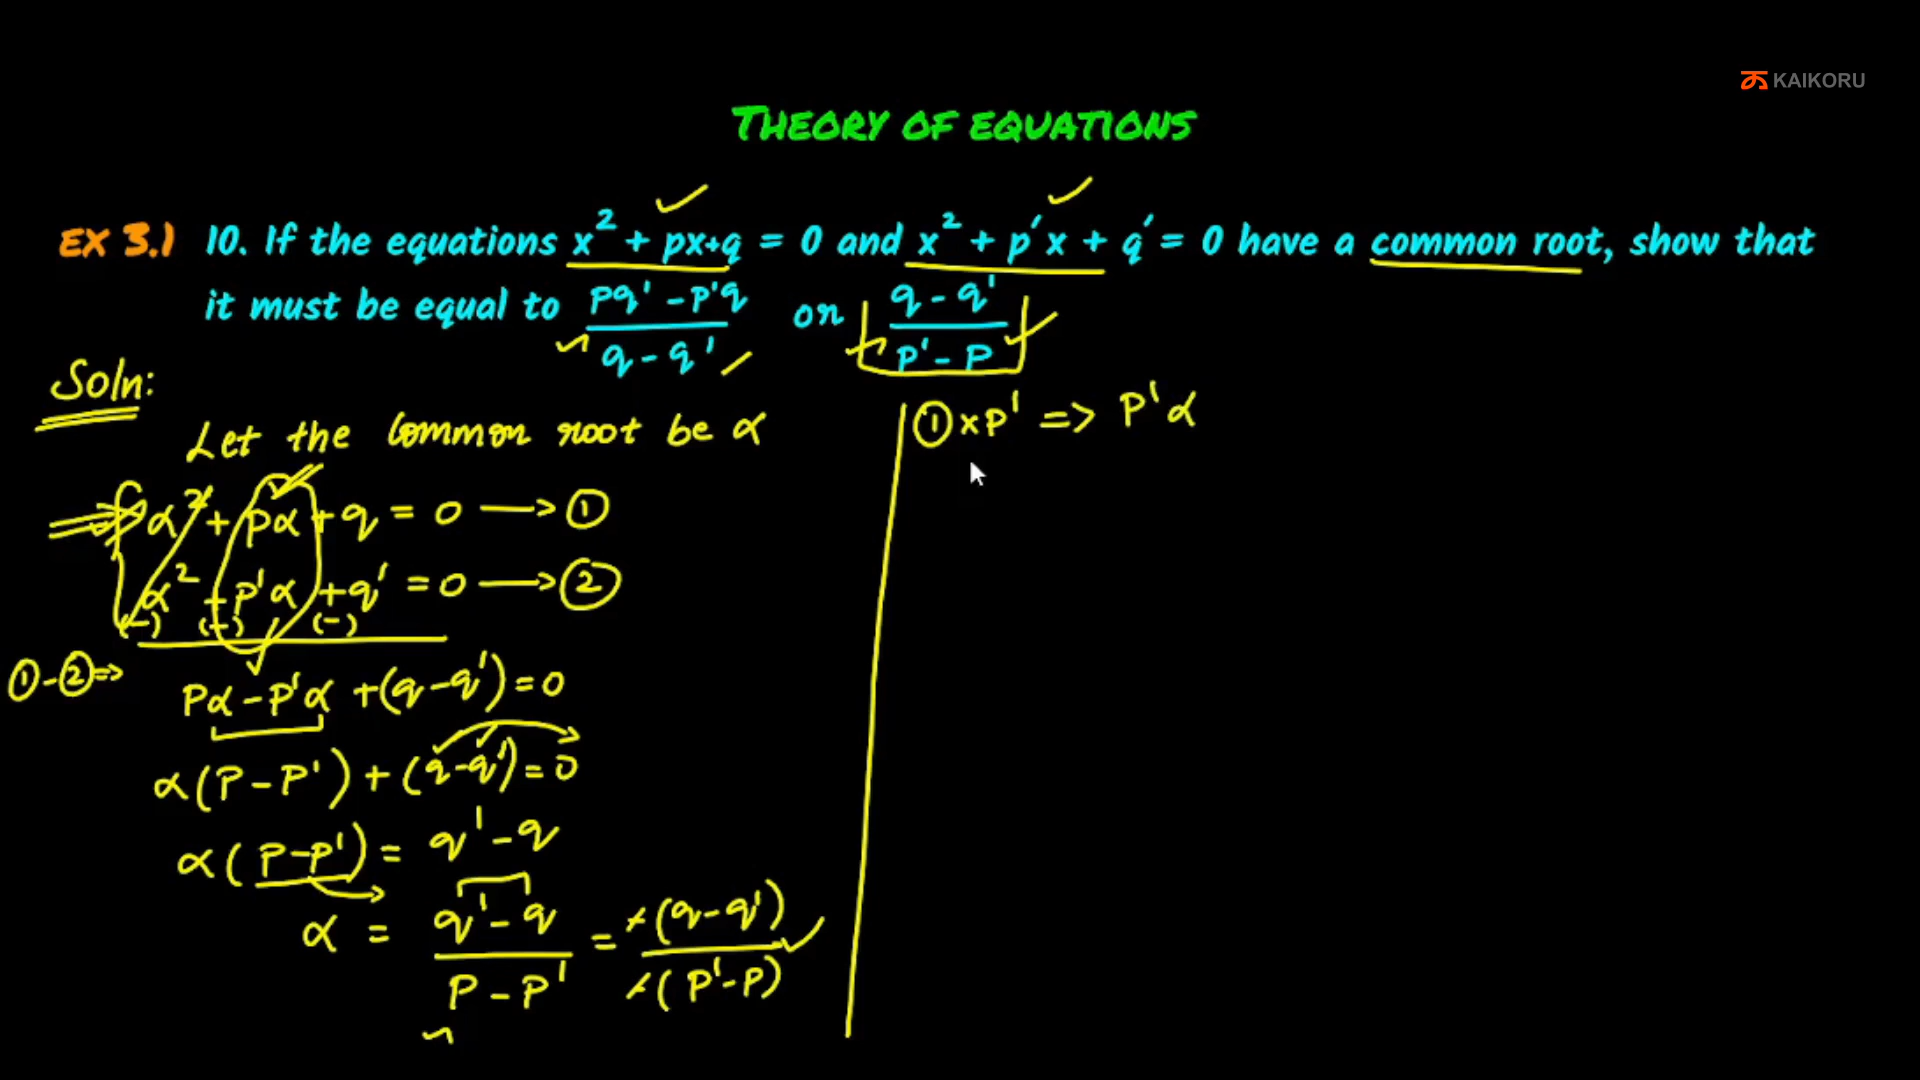 KAIKORU
THEORY OF EQUATIONS
EX 3.1 10. If the equations x² + px+q = 0 and x² + p'x + q' = 0 have a common root, show that
it must be equal to (pq' - p'q)/(q - q') or (q - q')/(p' - p)
Soln:
Let the common root be α
α² + pα + q = 0 → ①
α² + p'α + q' = 0 → ②
(-) (-) (-)
① - ② => pα - p'α + (q - q') = 0
α(p - p') + (q - q') = 0
α(p - p') = q' - q
α = (q' - q)/(p - p') = -(q - q')/-(p' - p)
① × p' => p'α